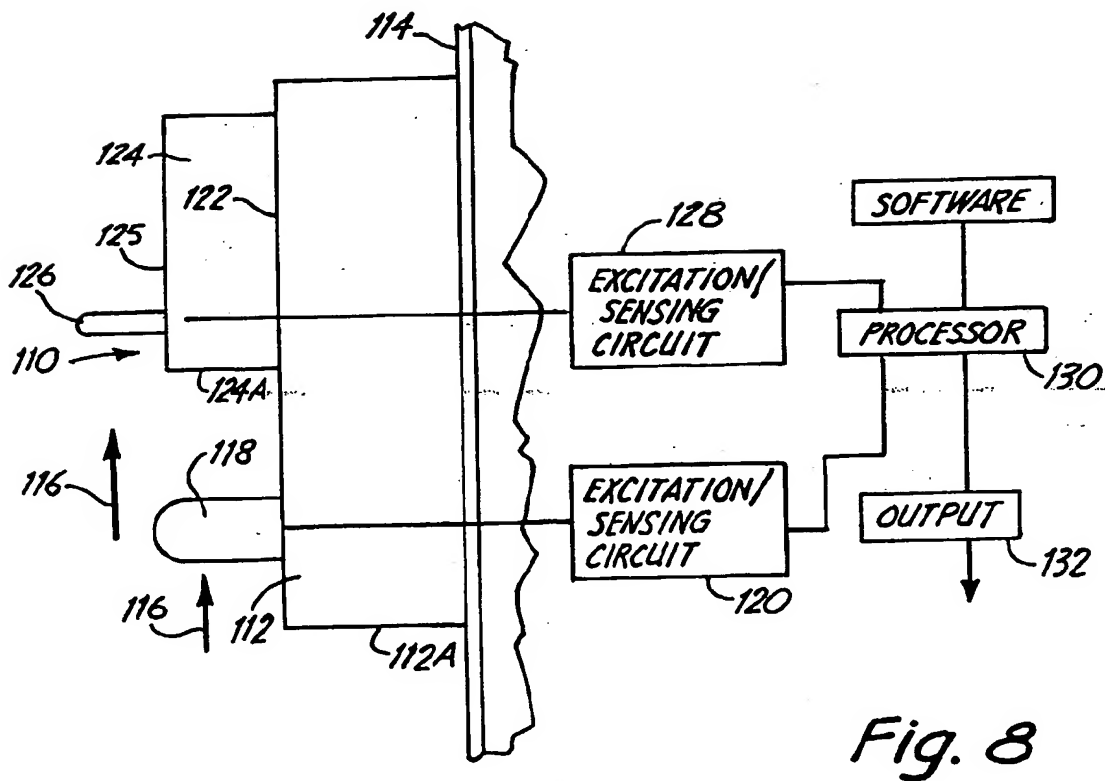 114
124
122
125
126
110
124A
128
EXCITATION/
SENSING
CIRCUIT
SOFTWARE
PROCESSOR
130
118
116
116
112
112A
EXCITATION/
SENSING
CIRCUIT
120
OUTPUT
132
Fig. 8